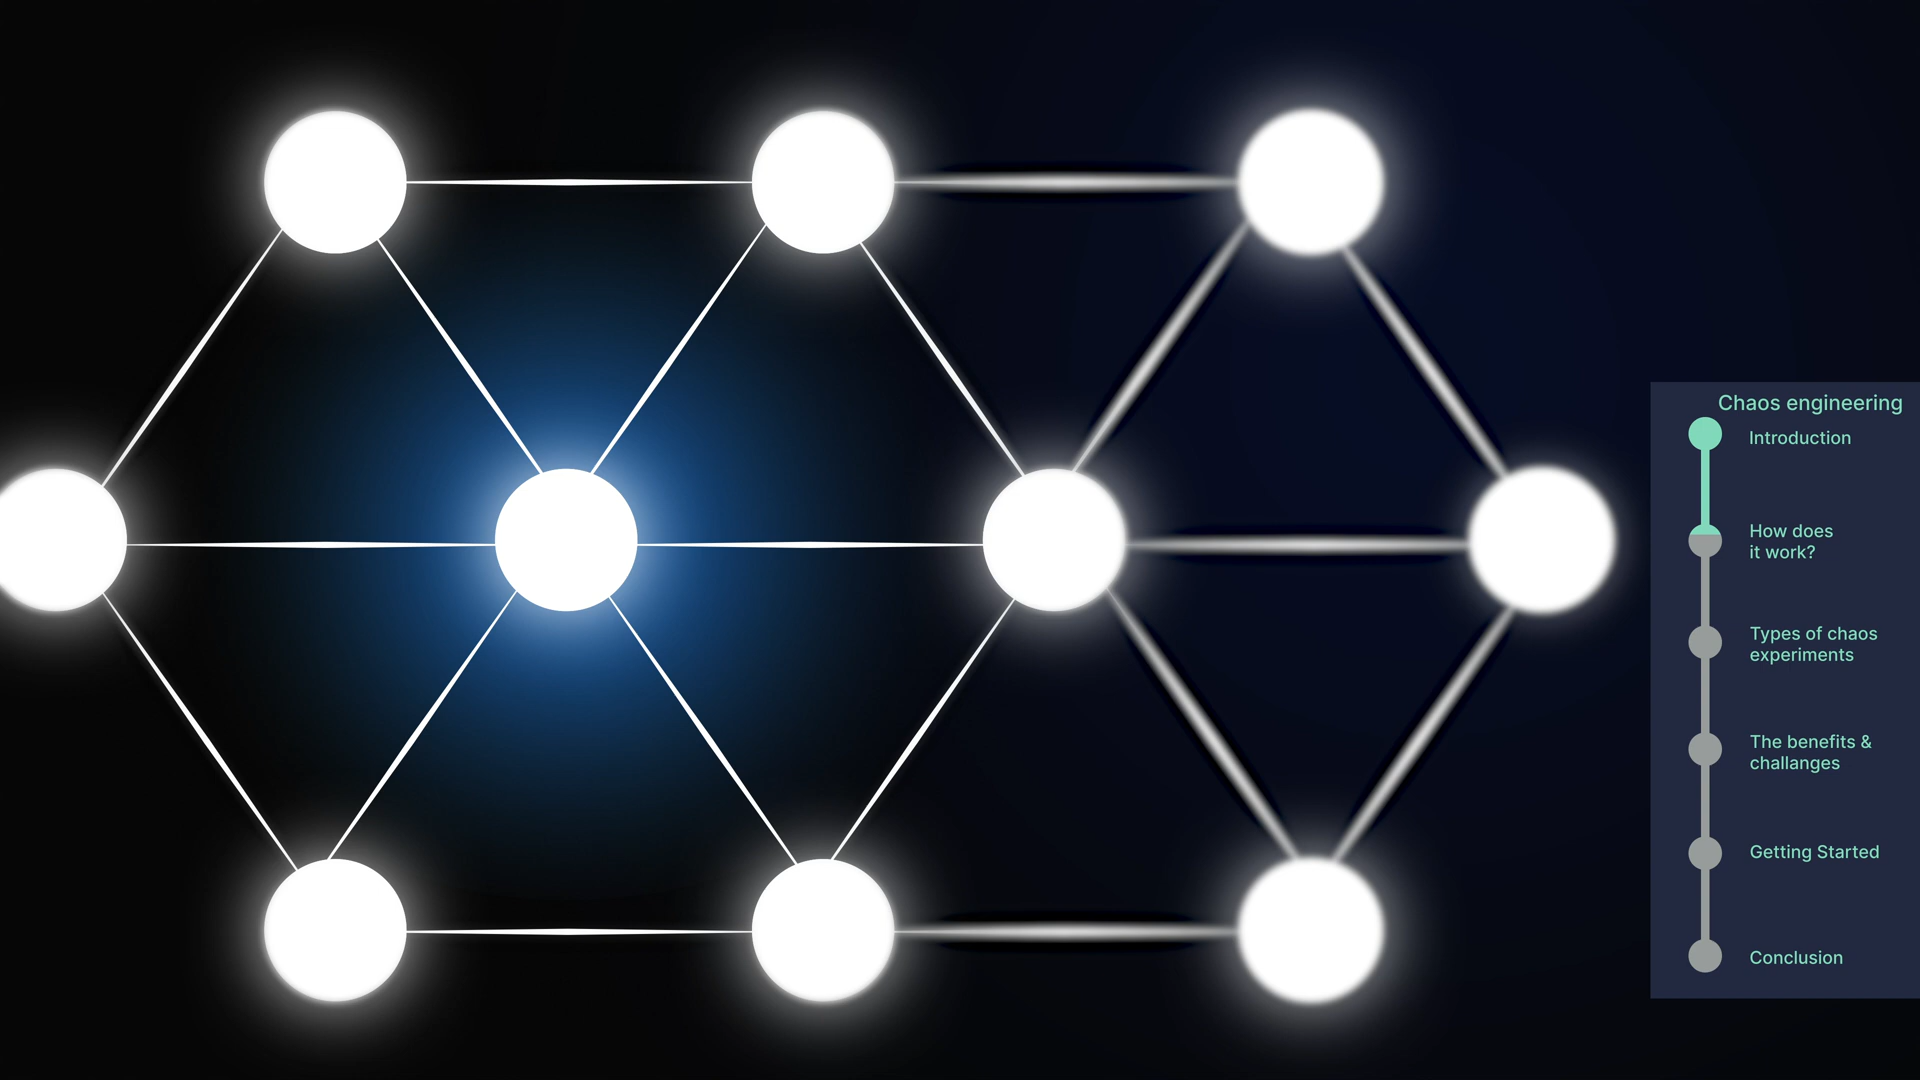 Chaos engineering
Introduction
How does
it work?
Types of chaos
experiments
The benefits &
challanges
Getting Started
Conclusion